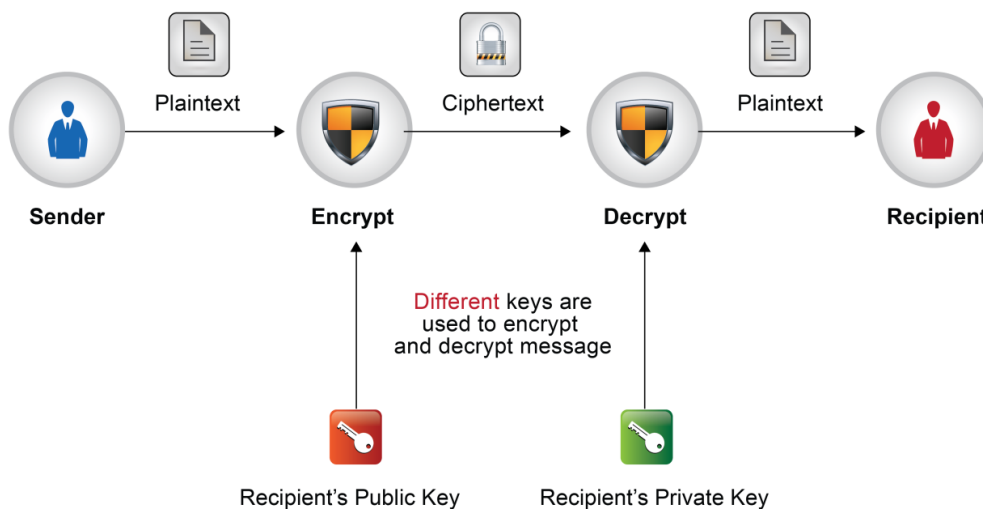 Plaintext
Ciphertext
Plaintext
Sender
Encrypt
Decrypt
Recipient
Different keys are
used to encrypt
and decrypt message
Recipient's Public Key
Recipient's Private Key